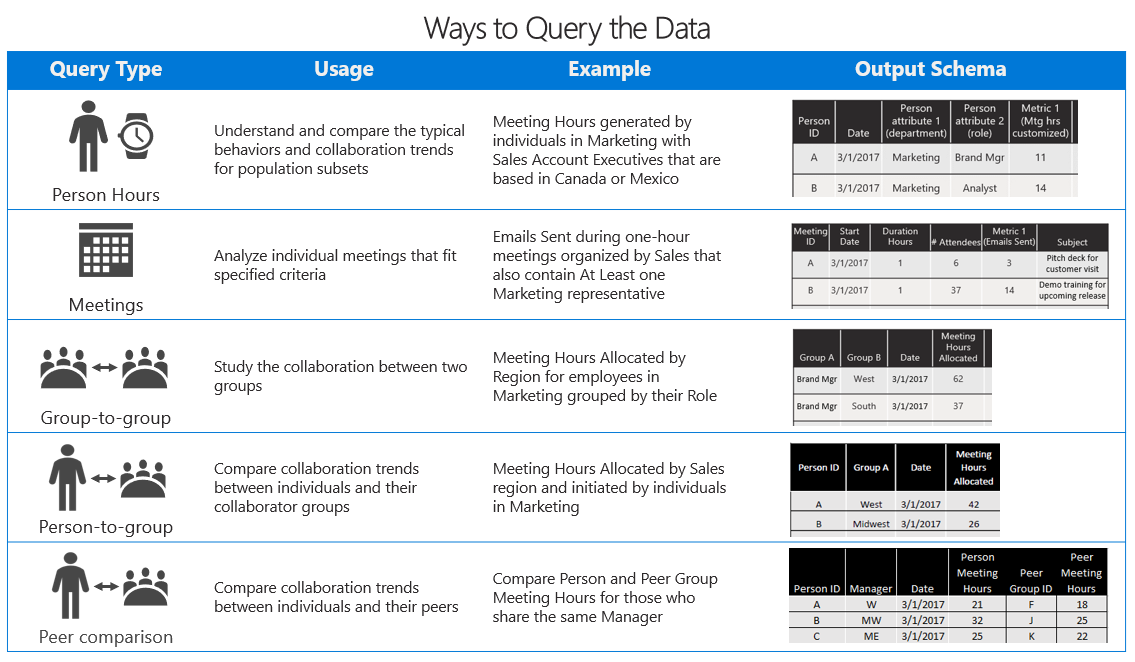 Ways to Query the Data
Query Type Usage Example Output Schema
Person Hours
Understand and compare the typical
behaviors and collaboration trends
for population subsets
Meeting Hours generated by
individuals in Marketing with
Sales Account Executives that are
based in Canada or Mexico
Person ID Date Person attribute 1 (department) Person attribute 2 (role) Metric 1 (Mtg hrs customized)
A 3/1/2017 Marketing Brand Mgr 11
B 3/1/2017 Marketing Analyst 14
Meetings
Analyze individual meetings that fit
specified criteria
Emails Sent during one-hour
meetings organized by Sales that
also contain At Least one
Marketing representative
Meeting ID Start Date Duration Hours # Attendees Metric 1 (Emails Sent) Subject
A 3/1/2017 1 6 3 Pitch deck for customer visit
B 3/1/2017 1 37 14 Demo training for upcoming release
Group-to-group
Study the collaboration between two
groups
Meeting Hours Allocated by
Region for employees in
Marketing grouped by their Role
Group A Group B Date Meeting Hours Allocated
Brand Mgr West 3/1/2017 62
Brand Mgr South 3/1/2017 37
Person-to-group
Compare collaboration trends
between individuals and their
collaborator groups
Meeting Hours Allocated by Sales
region and initiated by individuals
in Marketing
Person ID Group A Date Meeting Hours Allocated
A West 3/1/2017 42
B Midwest 3/1/2017 26
Peer comparison
Compare collaboration trends
between individuals and their peers
Compare Person and Peer Group
Meeting Hours for those who
share the same Manager
Person ID Manager Date Person Meeting Hours Peer Group ID Peer Meeting Hours
A W 3/1/2017 21 F 18
B MW 3/1/2017 32 J 25
C ME 3/1/2017 25 K 22